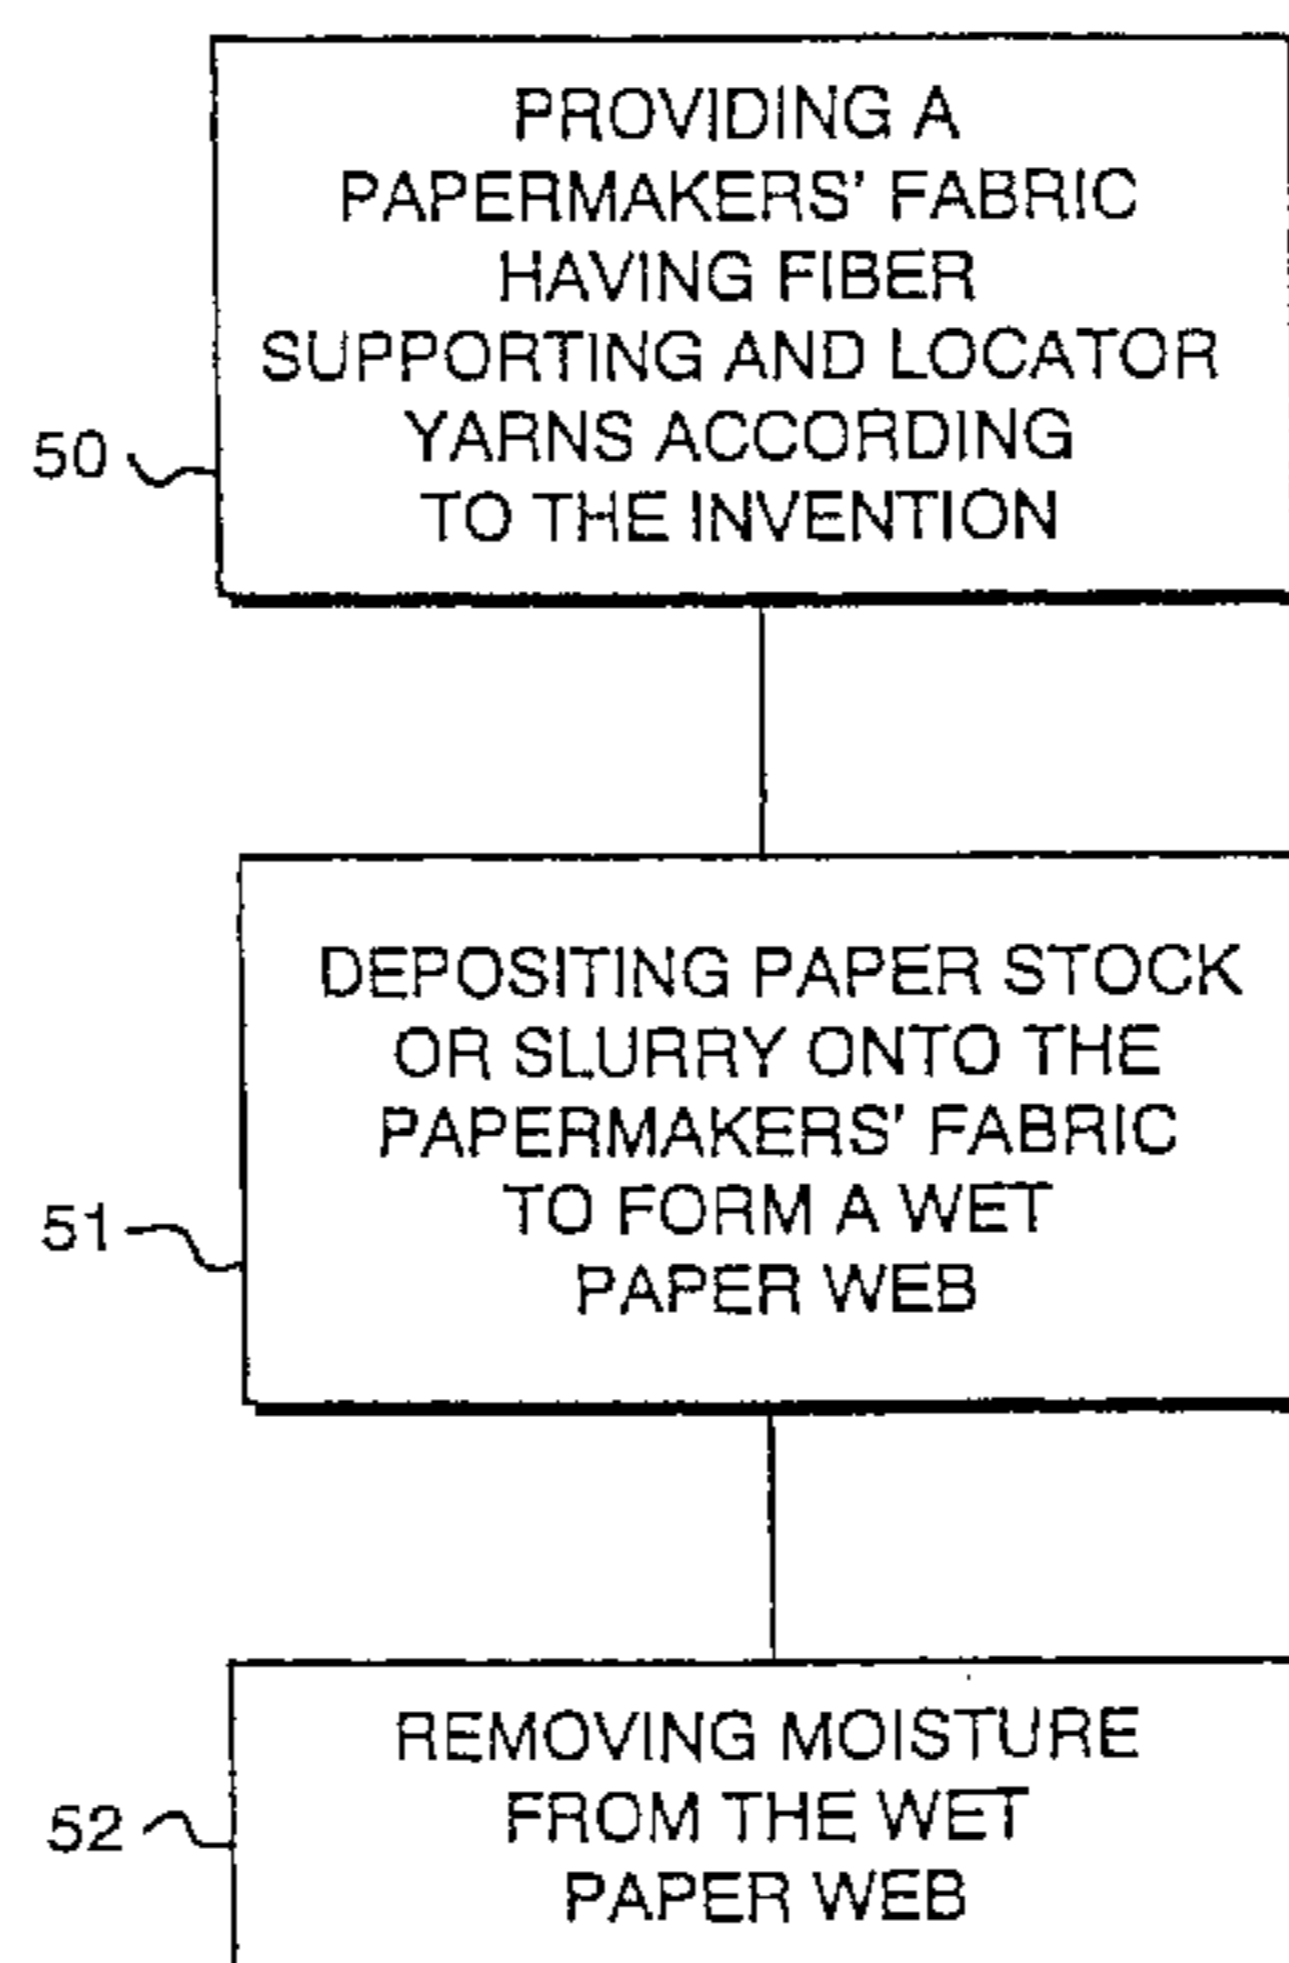 PROVIDING A
PAPERMAKERS' FABRIC
HAVING FIBER
SUPPORTING AND LOCATOR
YARNS ACCORDING
TO THE INVENTION
50
DEPOSITING PAPER STOCK
OR SLURRY ONTO THE
PAPERMAKERS' FABRIC
TO FORM A WET
PAPER WEB
51
REMOVING MOISTURE
FROM THE WET
PAPER WEB
52